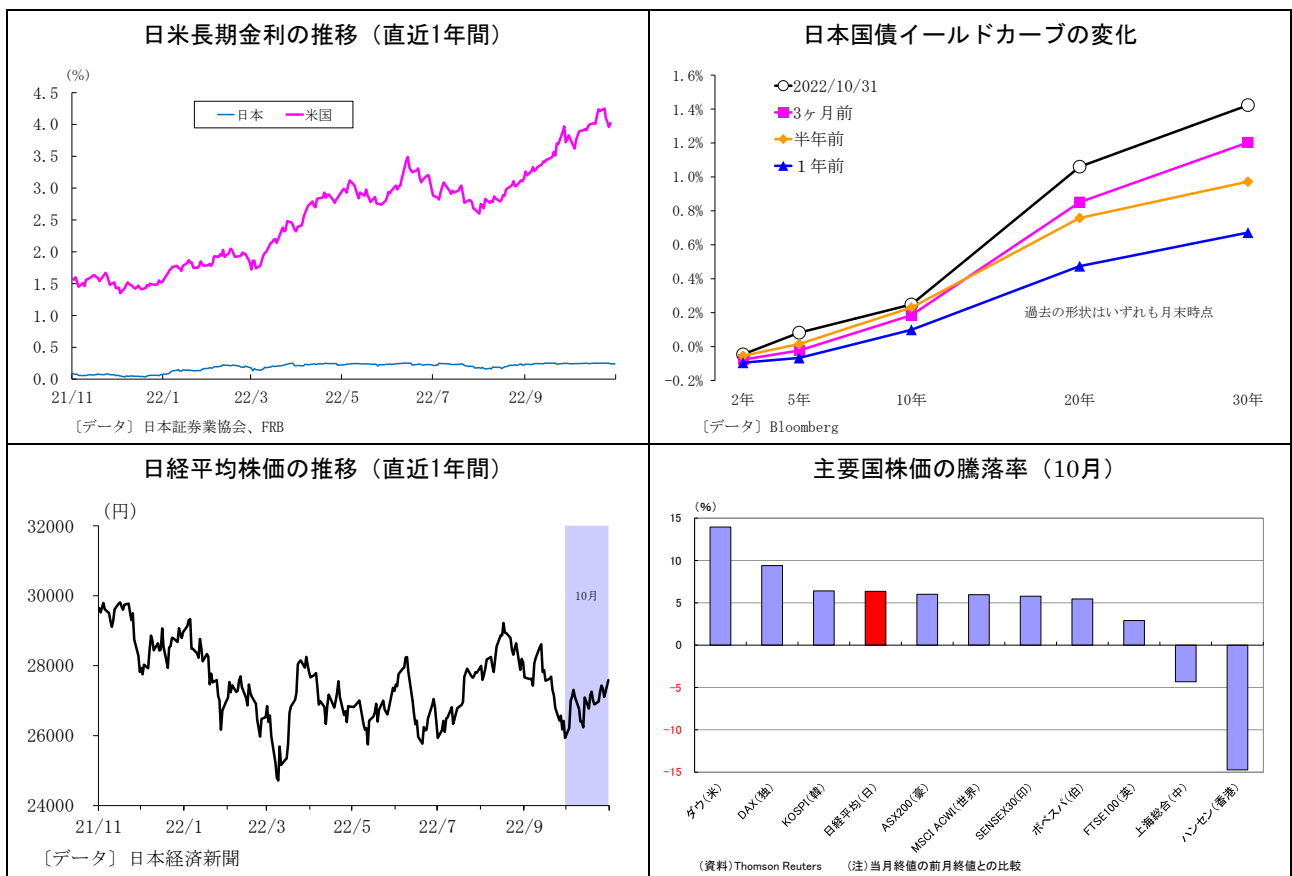 日米長期金利の推移（直近1年間）
(%)
4.5
4.0
3.5
3.0
2.5
2.0
1.5
1.0
0.5
0.0
日本 米国
21/11 22/1 22/3 22/5 22/7 22/9
〔データ〕日本証券業協会、FRB
日本国債イールドカーブの変化
1.6%
1.4%
1.2%
1.0%
0.8%
0.6%
0.4%
0.2%
0.0%
-0.2%
2022/10/31
3ヶ月前
半年前
１年前
過去の形状はいずれも月末時点
2年 5年 10年 20年 30年
〔データ〕Bloomberg
日経平均株価の推移（直近1年間）
(円)
32000
30000
28000
26000
24000
10月
21/11 22/1 22/3 22/5 22/7 22/9
〔データ〕日本経済新聞
主要国株価の騰落率（10月）
(％)
15
10
5
0
-5
-10
-15
ダウ(米) DAX(独) KOSPI(韓) 日経平均(日) ASX200(豪) MSCI ACWI(世界) SENSEX30(印) ボベスパ(伯) FTSE100(英) 上海総合(中) ハンセン(香港)
(資料)Thomson Reuters (注)当月終値の前月終値との比較